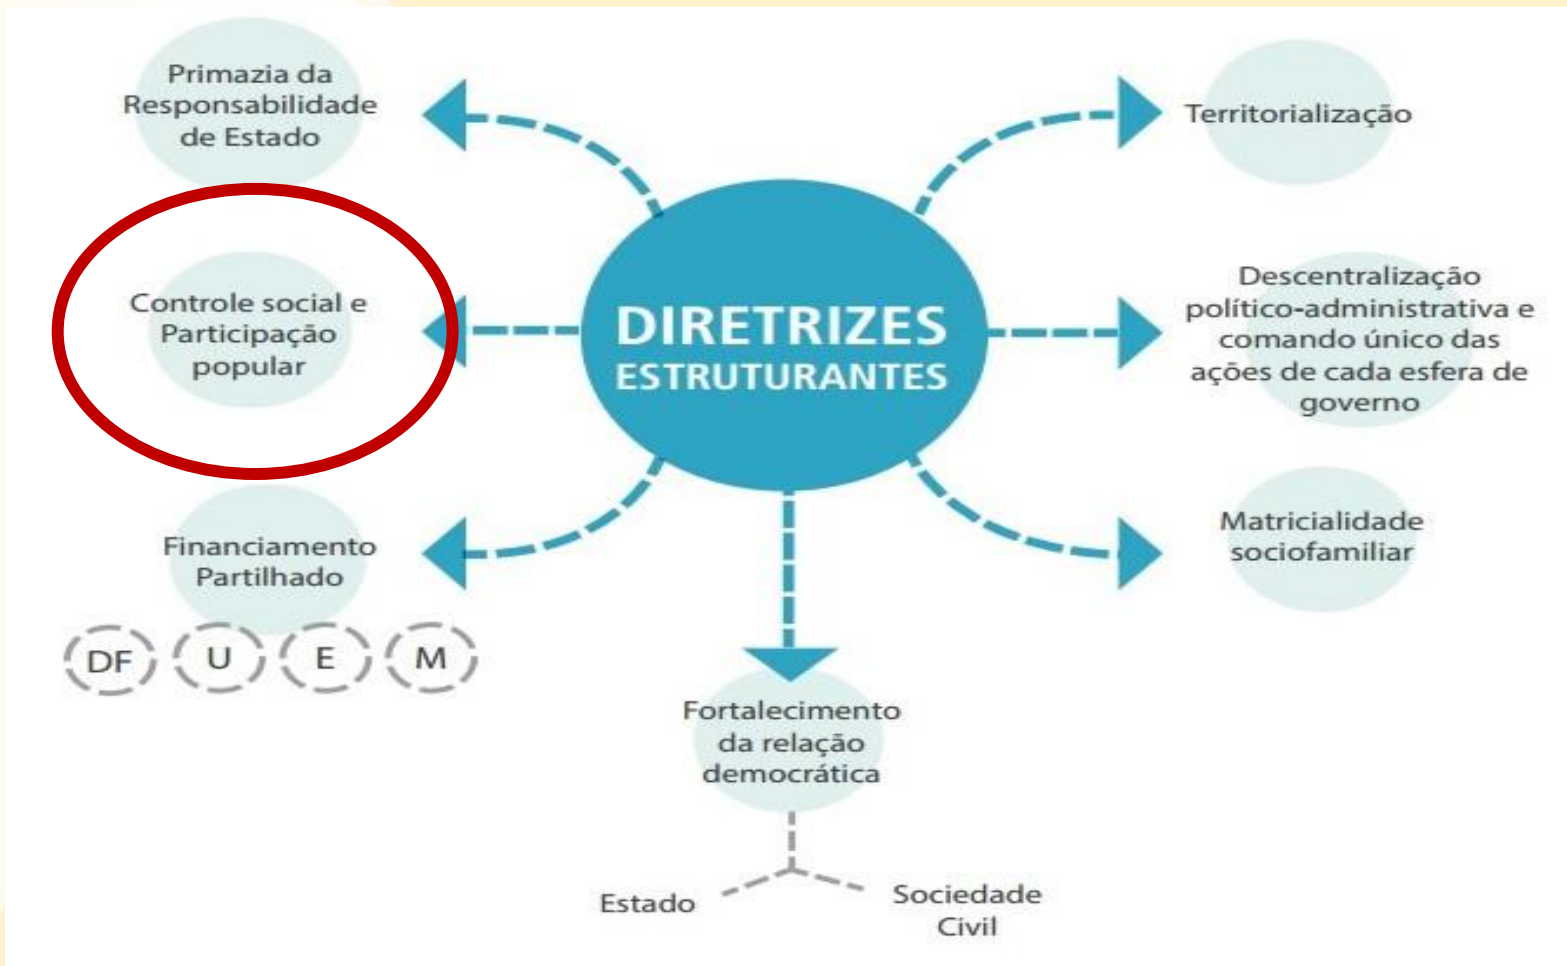 Primazia da
Responsabilidade
de Estado
Territorialização
Controle social e
Participação
popular
DIRETRIZES
ESTRUTURANTES
Descentralização
político-administrativa e
comando único das
ações de cada esfera de
governo
Financiamento
Partilhado
DF U E M
Matricialidade
sociofamiliar
Fortalecimento
da relação
democrática
Estado
Sociedade
Civil